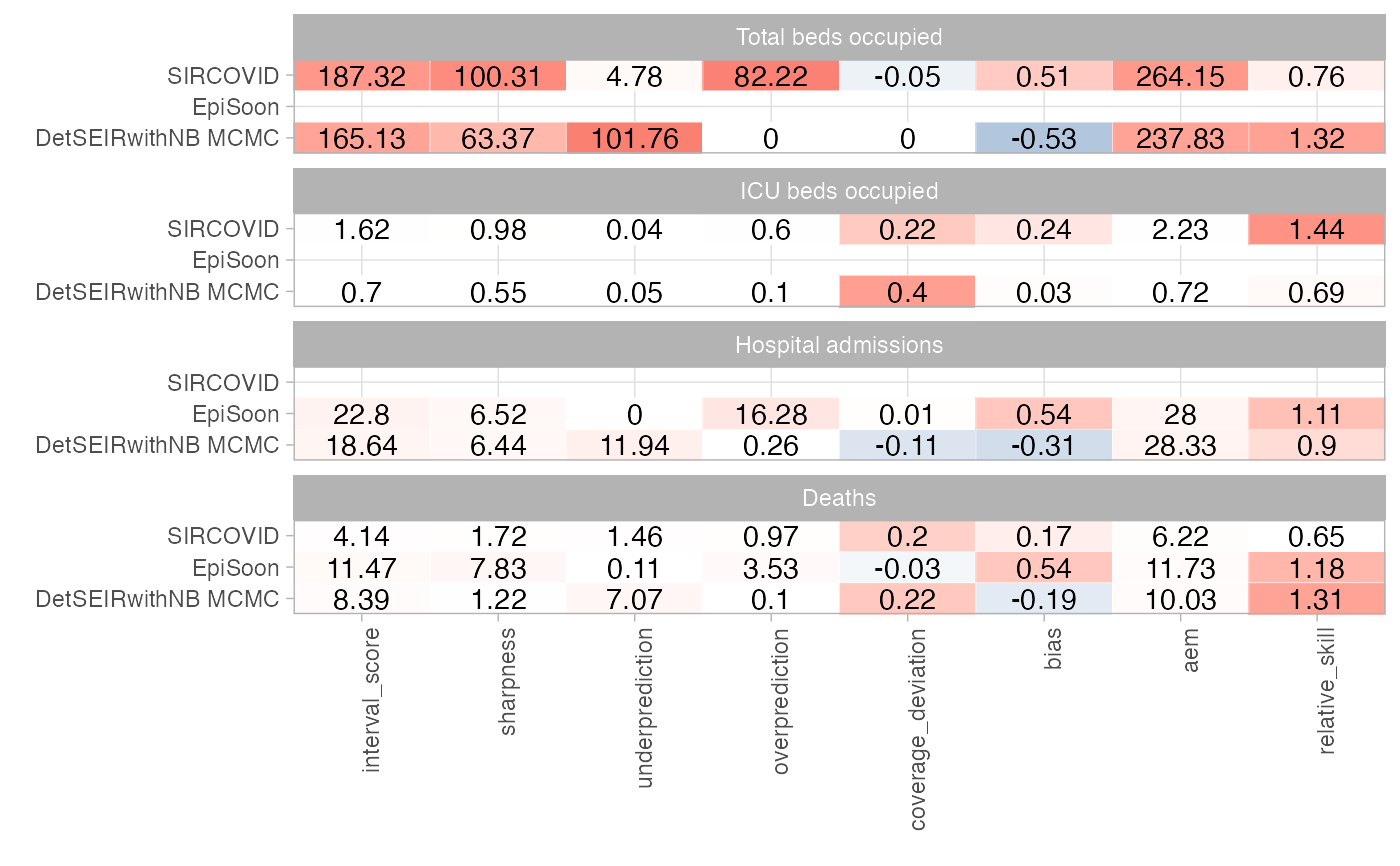 Total beds occupied
SIRCOVID 187.32 100.31 4.78 82.22 -0.05 0.51 264.15 0.76
EpiSoon
DetSEIRwithNB MCMC 165.13 63.37 101.76 0 0 -0.53 237.83 1.32
ICU beds occupied
SIRCOVID 1.62 0.98 0.04 0.6 0.22 0.24 2.23 1.44
EpiSoon
DetSEIRwithNB MCMC 0.7 0.55 0.05 0.1 0.4 0.03 0.72 0.69
Hospital admissions
SIRCOVID
EpiSoon 22.8 6.52 0 16.28 0.01 0.54 28 1.11
DetSEIRwithNB MCMC 18.64 6.44 11.94 0.26 -0.11 -0.31 28.33 0.9
Deaths
SIRCOVID 4.14 1.72 1.46 0.97 0.2 0.17 6.22 0.65
EpiSoon 11.47 7.83 0.11 3.53 -0.03 0.54 11.73 1.18
DetSEIRwithNB MCMC 8.39 1.22 7.07 0.1 0.22 -0.19 10.03 1.31
interval_score
sharpness
underprediction
overprediction
coverage_deviation
bias
aem
relative_skill